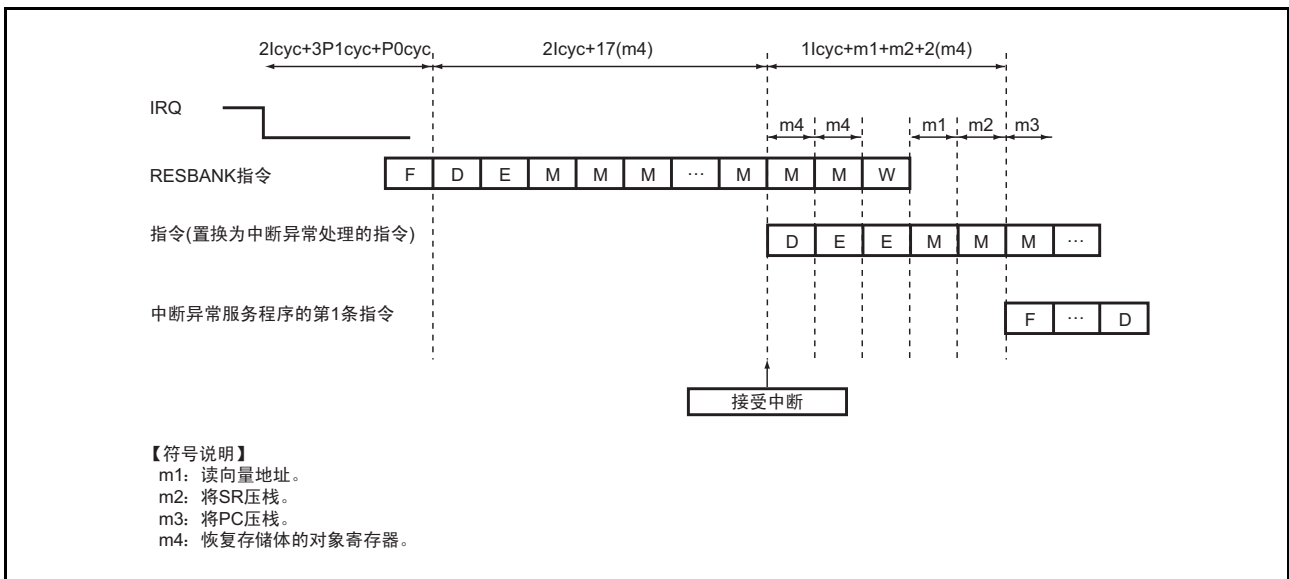 2Icyc+3P1cyc+P0cyc 2Icyc+17(m4) 1Icyc+m1+m2+2(m4)
IRQ
m4 m4 m1 m2 m3
RESBANK指令 F D E M M M … M M M W
指令(置换为中断异常处理的指令) D E E M M M …
中断异常服务程序的第1条指令 F … D
接受中断
【符号说明】
m1：读向量地址。
m2：将SR压栈。
m3：将PC压栈。
m4：恢复存储体的对象寄存器。